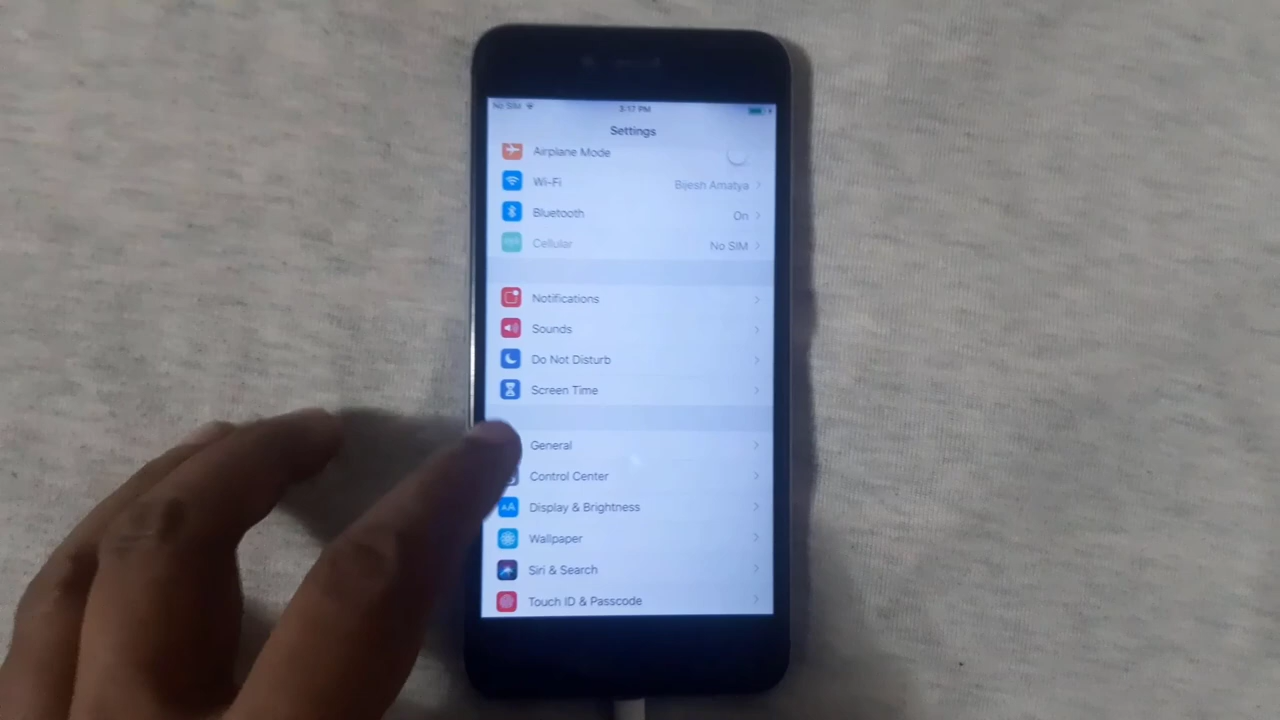 No SIM 3:17 PM
Settings
Airplane Mode
Wi-Fi Bijesh Amatya
Bluetooth On
Cellular No SIM
Notifications
Sounds
Do Not Disturb
Screen Time
General
Control Center
AA Display & Brightness
Wallpaper
Siri & Search
Touch ID & Passcode